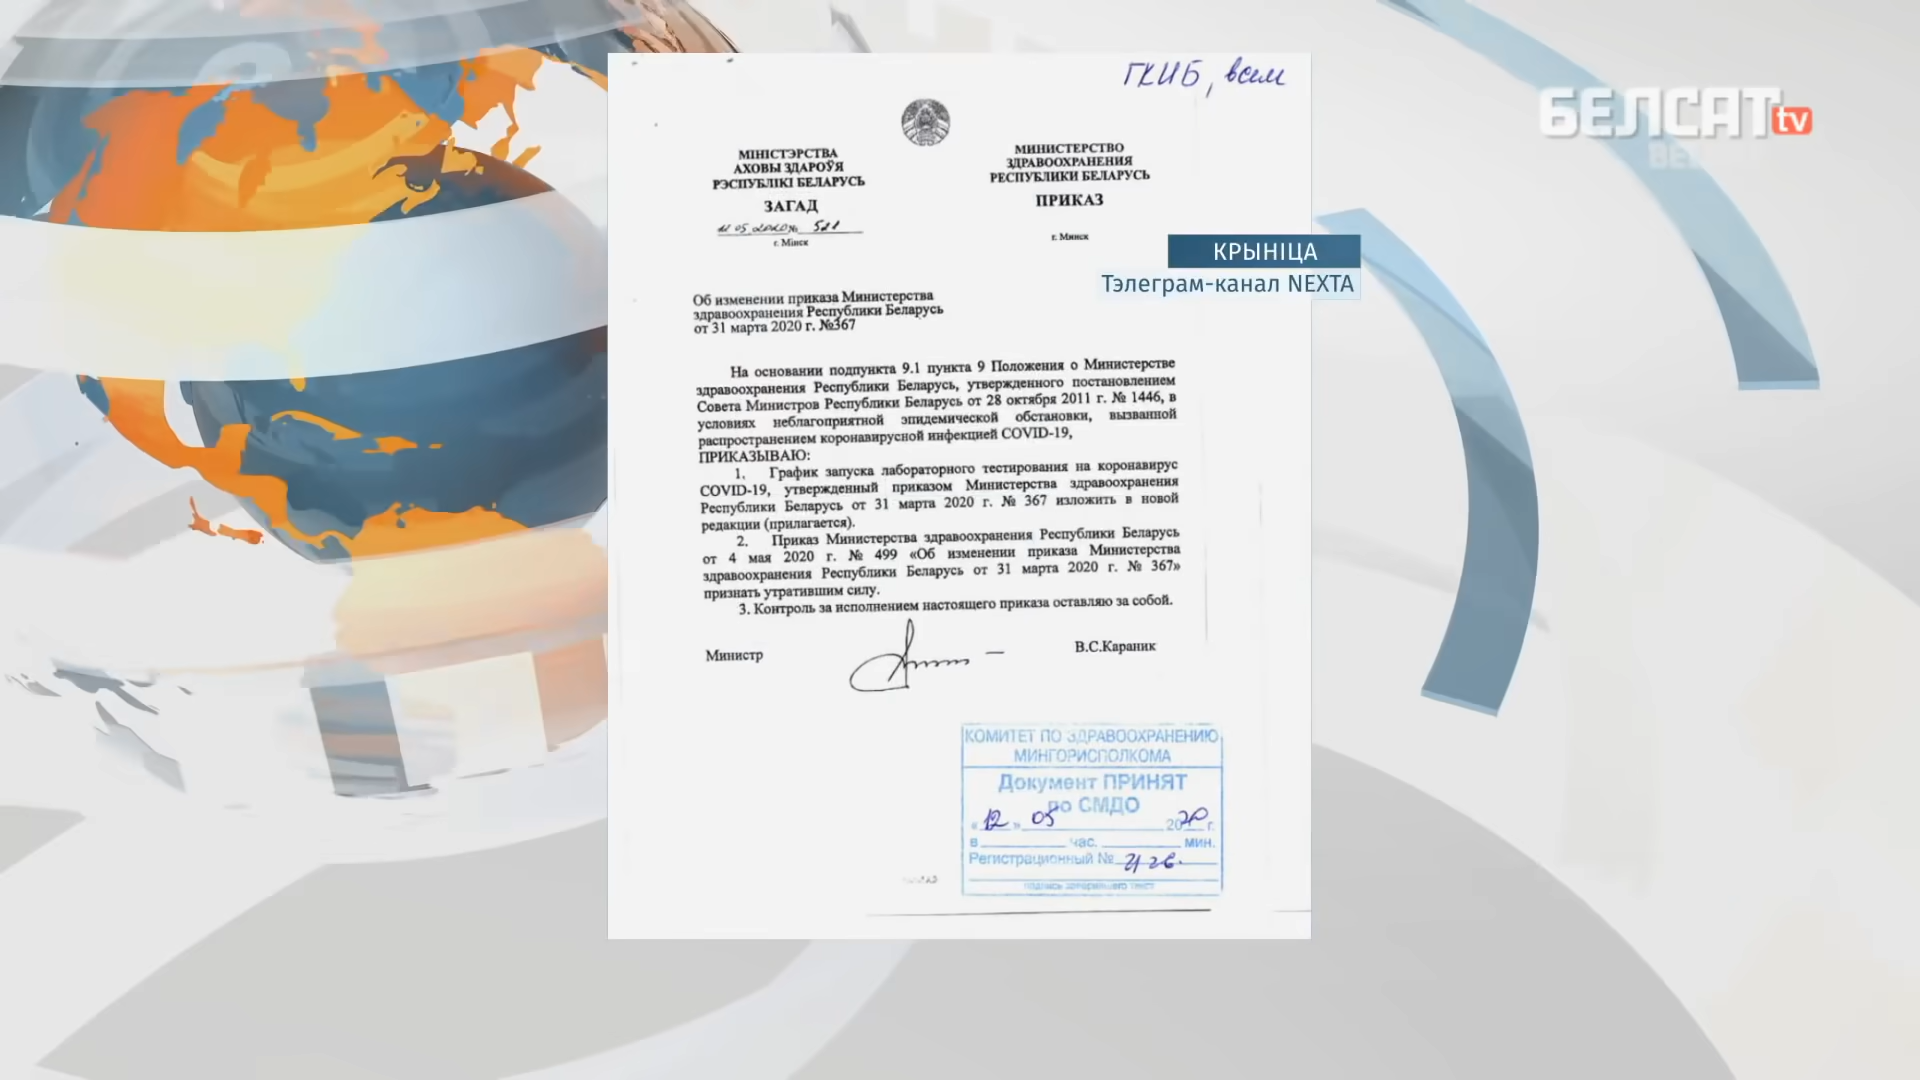 ГКИБ, всем
БЕЛСАТ tv
МІНІСТЭРСТВА
АХОВЫ ЗДАРОЎЯ
РЭСПУБЛІКІ БЕЛАРУСЬ
ЗАГАД
11 05 2020 № 521
г. Мінск
МИНИСТЕРСТВО
ЗДРАВООХРАНЕНИЯ
РЕСПУБЛИКИ БЕЛАРУСЬ
ПРИКАЗ
г. Минск
КРЫНІЦА
Тэлеграм-канал NEXTA
Об изменении приказа Министерства
здравоохранения Республики Беларусь
от 31 марта 2020 г. №367
На основании подпункта 9.1 пункта 9 Положения о Министерстве
здравоохранения Республики Беларусь, утвержденного постановлением
Совета Министров Республики Беларусь от 28 октября 2011 г. № 1446, в
условиях неблагоприятной эпидемической обстановки, вызванной
распространением коронавирусной инфекцией COVID-19,
ПРИКАЗЫВАЮ:
1. График запуска лабораторного тестирования на коронавирус
COVID-19, утвержденный приказом Министерства здравоохранения
Республики Беларусь от 31 марта 2020 г. № 367 изложить в новой
редакции (прилагается).
2. Приказ Министерства здравоохранения Республики Беларусь
от 4 мая 2020 г. № 499 «Об изменении приказа Министерства
здравоохранения Республики Беларусь от 31 марта 2020 г. № 367»
признать утратившим силу.
3. Контроль за исполнением настоящего приказа оставляю за собой.
Министр
В.С.Караник
КОМИТЕТ ПО ЗДРАВООХРАНЕНИЮ
МИНГОРИСПОЛКОМА
Документ ПРИНЯТ
по СМДО
« 12 » 05 2020 г.
в час. мин.
Регистрационный №